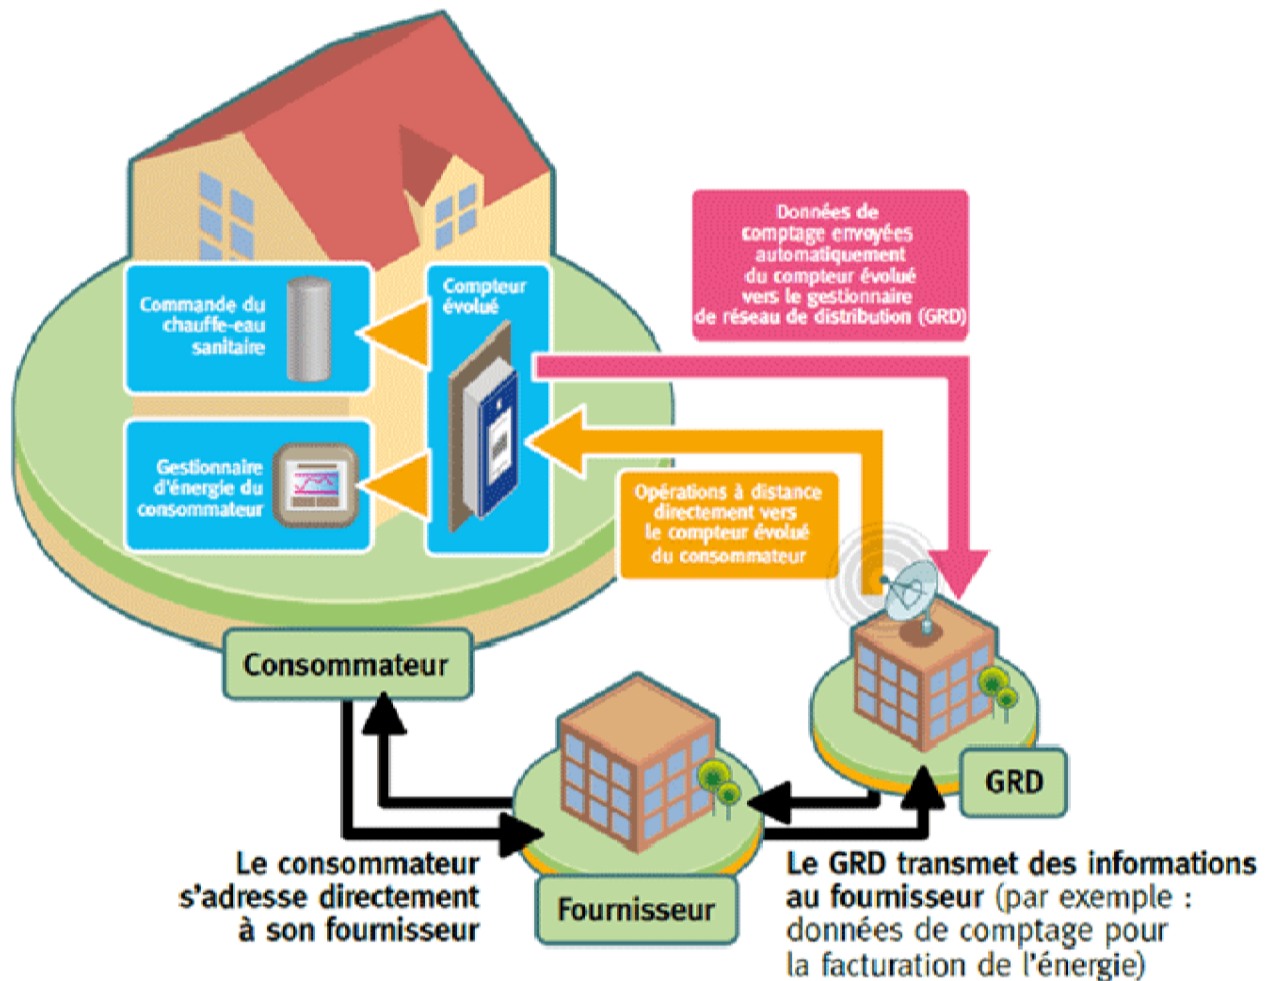 Données de
comptage envoyées
automatiquement
du compteur évolué
vers le gestionnaire
de réseau de distribution (GRD)
Compteur
évolué
Commande du
chauffe-eau
sanitaire
Gestionnaire
d'énergie du
consommateur
Opérations à distance
directement vers
le compteur évolué
du consommateur
Consommateur
GRD
Fournisseur
Le consommateur
s'adresse directement
à son fournisseur
Le GRD transmet des informations
au fournisseur (par exemple :
données de comptage pour
la facturation de l'énergie)